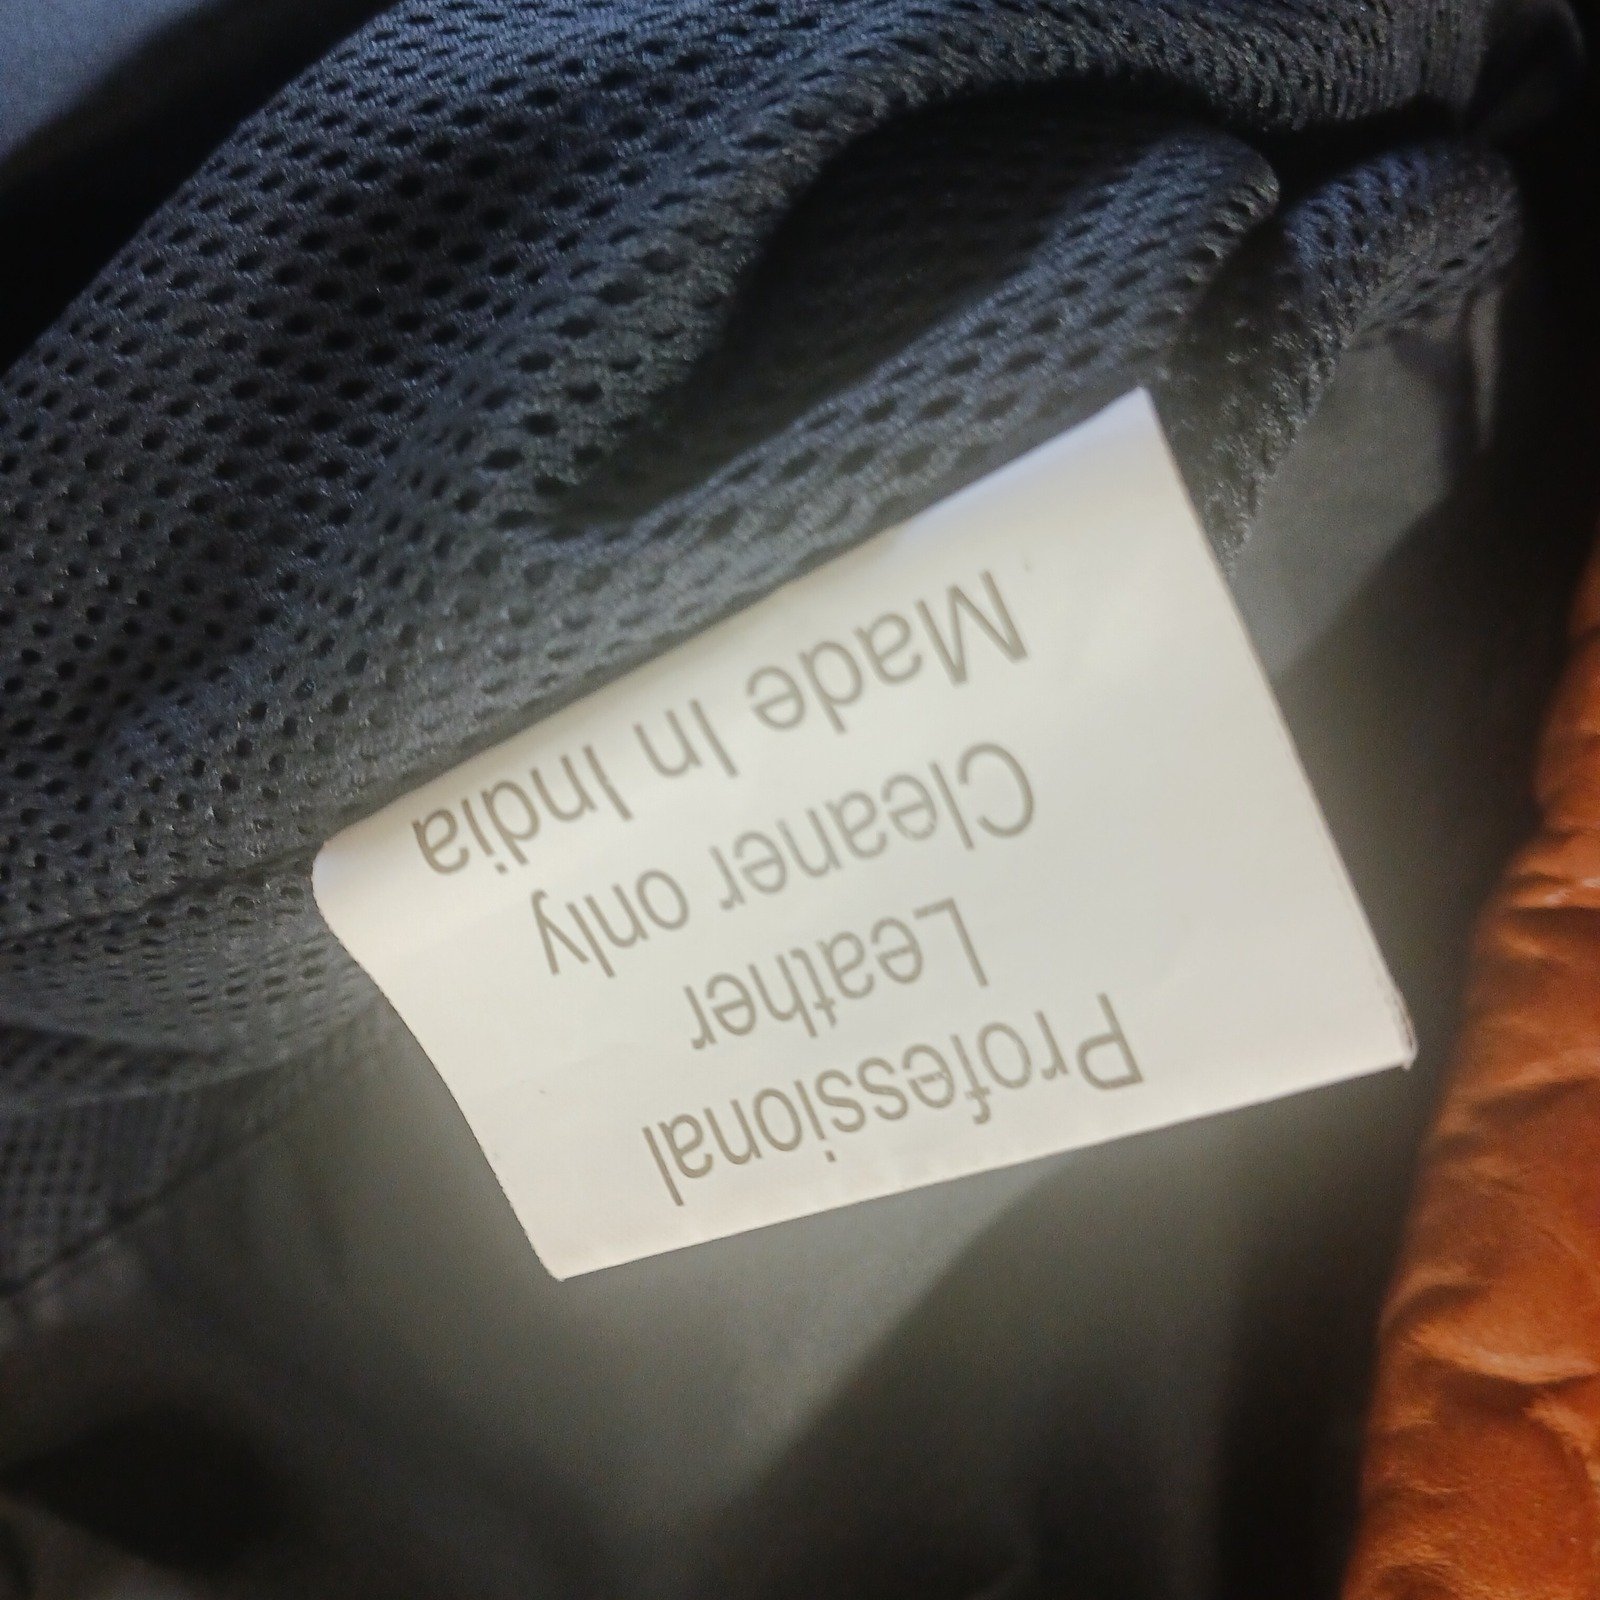 Professional
Leather
Cleaner only
Made In India